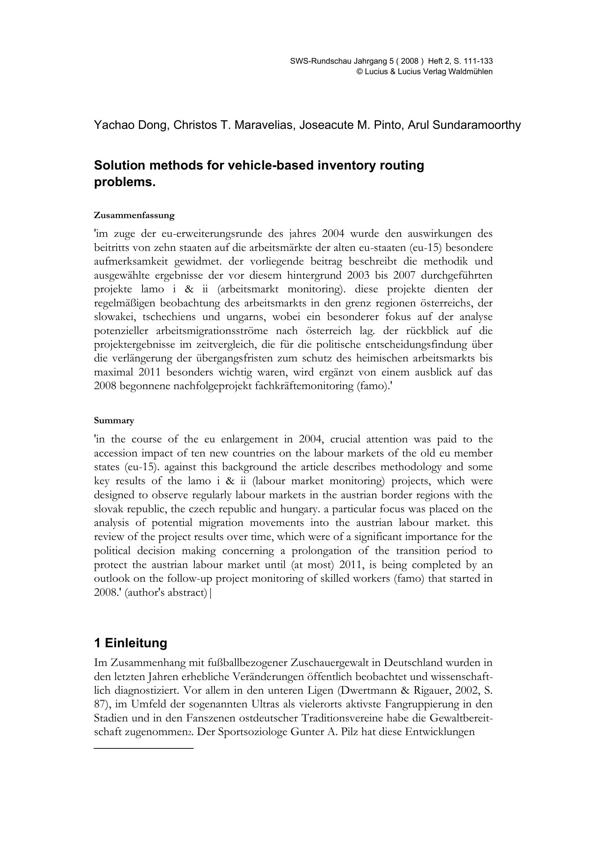 SWS-Rundschau Jahrgang 5 ( 2008 ) Heft 2, S. 111-133
© Lucius & Lucius Verlag Waldmühlen
Yachao Dong, Christos T. Maravelias, Joseacute M. Pinto, Arul Sundaramoorthy
Solution methods for vehicle-based inventory routing
problems.
Zusammenfassung
'im zuge der eu-erweiterungsrunde des jahres 2004 wurde den auswirkungen des
beitritts von zehn staaten auf die arbeitsmärkte der alten eu-staaten (eu-15) besondere
aufmerksamkeit gewidmet. der vorliegende beitrag beschreibt die methodik und
ausgewählte ergebnisse der vor diesem hintergrund 2003 bis 2007 durchgeführten
projekte lamo i & ii (arbeitsmarkt monitoring). diese projekte dienten der
regelmäßigen beobachtung des arbeitsmarkts in den grenz regionen österreichs, der
slowakei, tschechiens und ungarns, wobei ein besonderer fokus auf der analyse
potenzieller arbeitsmigrationsströme nach österreich lag. der rückblick auf die
projektergebnisse im zeitvergleich, die für die politische entscheidungsfindung über
die verlängerung der übergangsfristen zum schutz des heimischen arbeitsmarkts bis
maximal 2011 besonders wichtig waren, wird ergänzt von einem ausblick auf das
2008 begonnene nachfolgeprojekt fachkräftemonitoring (famo).'
Summary
'in the course of the eu enlargement in 2004, crucial attention was paid to the
accession impact of ten new countries on the labour markets of the old eu member
states (eu-15). against this background the article describes methodology and some
key results of the lamo i & ii (labour market monitoring) projects, which were
designed to observe regularly labour markets in the austrian border regions with the
slovak republic, the czech republic and hungary. a particular focus was placed on the
analysis of potential migration movements into the austrian labour market. this
review of the project results over time, which were of a significant importance for the
political decision making concerning a prolongation of the transition period to
protect the austrian labour market until (at most) 2011, is being completed by an
outlook on the follow-up project monitoring of skilled workers (famo) that started in
2008.' (author's abstract)|
1 Einleitung
Im Zusammenhang mit fußballbezogener Zuschauergewalt in Deutschland wurden in
den letzten Jahren erhebliche Veränderungen öffentlich beobachtet und wissenschaft-
lich diagnostiziert. Vor allem in den unteren Ligen (Dwertmann & Rigauer, 2002, S.
87), im Umfeld der sogenannten Ultras als vielerorts aktivste Fangruppierung in den
Stadien und in den Fanszenen ostdeutscher Traditionsvereine habe die Gewaltbereit-
schaft zugenommen2. Der Sportsoziologe Gunter A. Pilz hat diese Entwicklungen